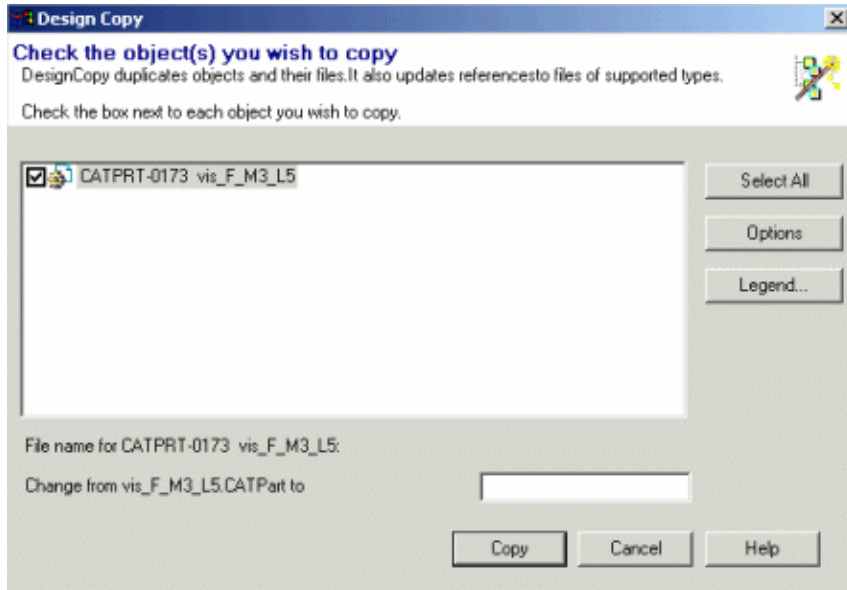 Design Copy
Check the object(s) you wish to copy
DesignCopy duplicates objects and their files.It also updates referencesto files of supported types.
Check the box next to each object you wish to copy.
CATPRT-0173 vis_F_M3_L5
Select All
Options
Legend...
File name for CATPRT-0173 vis_F_M3_L5:
Change from vis_F_M3_L5.CATPart to
Copy
Cancel
Help